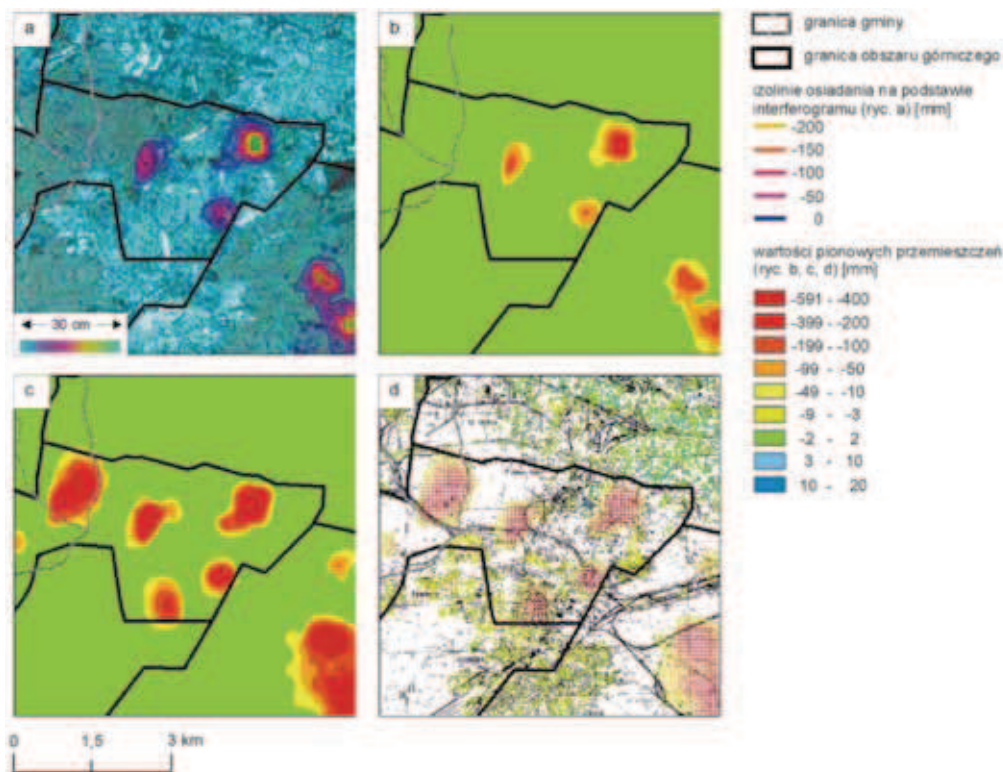 a
b
granica gminy
granica obszaru górniczego
izolinie osiadania na podstawie
interferogramu (ryc. a) [mm]
-200
-150
-100
-50
0
wartości pionowych przemieszczeń
(ryc. b, c, d) [mm]
-591 - -400
-399 - -200
-199 - -100
-99 - -50
-49 - -10
-9 - -3
-2 - 2
3 - 10
10 - 20
30 cm
c
d
0 1,5 3 km